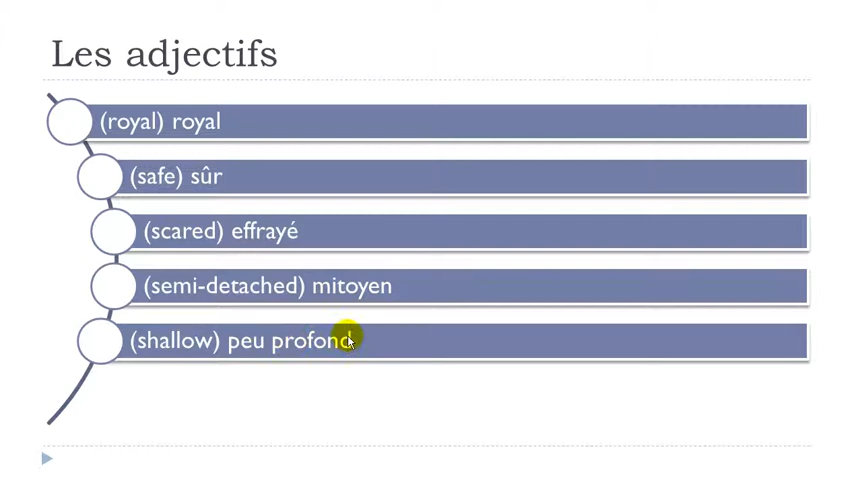 Les adjectifs
(royal) royal
(safe) sûr
(scared) effrayé
(semi-detached) mitoyen
(shallow) peu profond